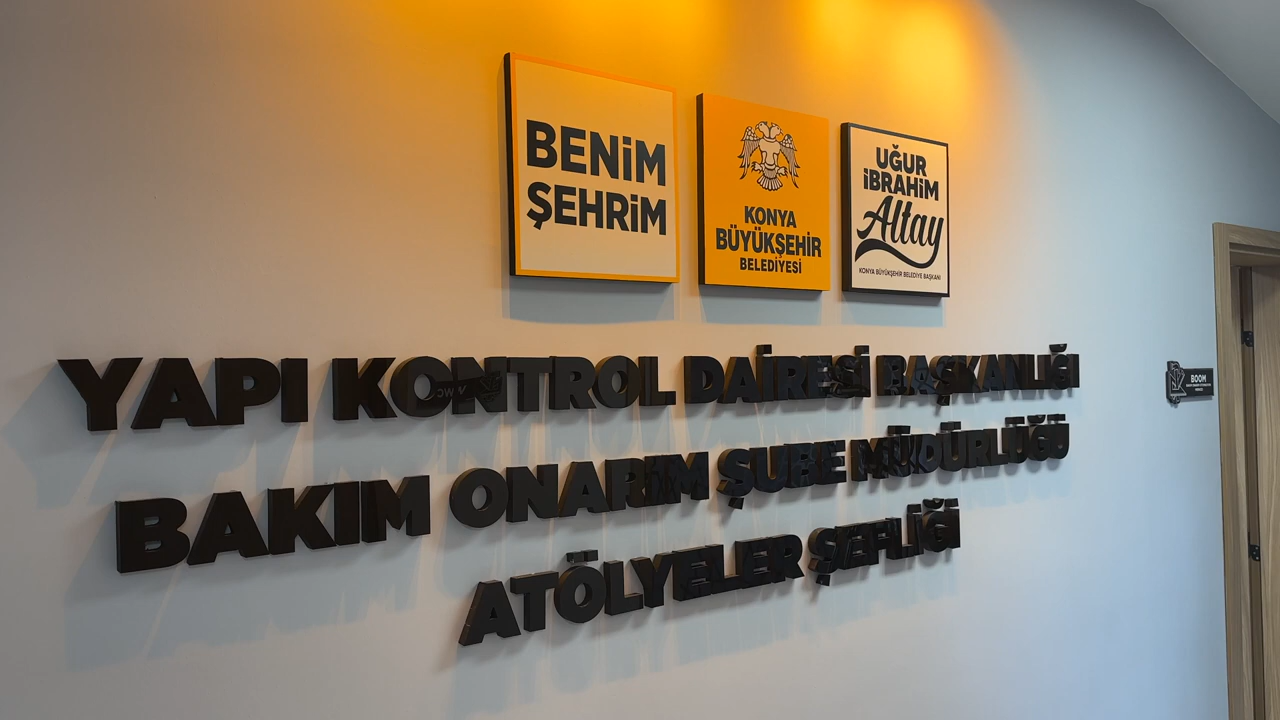 BENİM
ŞEHRİM
KONYA
BÜYÜKŞEHİR
BELEDİYESİ
UĞUR
İBRAHİM
Altay
KONYA BÜYÜKŞEHİR BELEDİYE BAŞKANI
YAPI KONTROL DAİRESİ BAŞKANLIĞI
BAKIM ONARIM ŞUBE MÜDÜRLÜĞÜ
ATÖLYELER ŞEFLİĞİ
BOOM